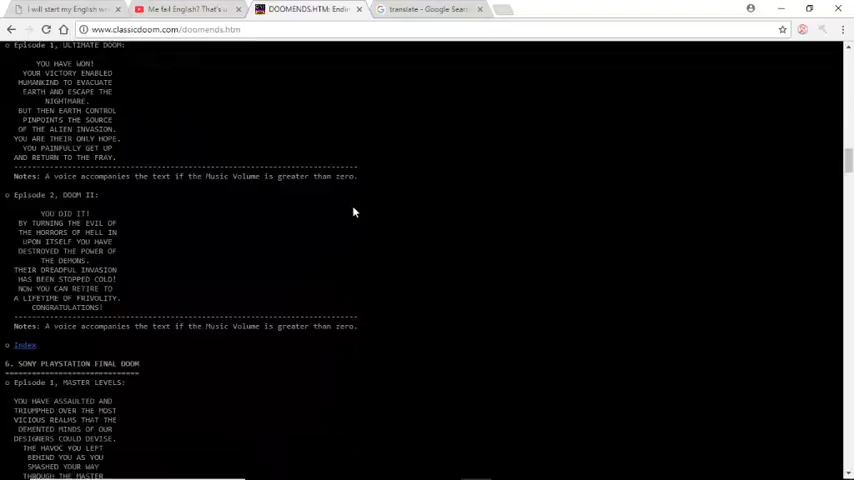 I will start my English w
Me fail English? That's u
DOOMENDS.HTM: Endin
translate - Google Sear
www.classicdoom.com/doomends.htm
o Episode 1, ULTIMATE DOOM:
YOU HAVE WON!
YOUR VICTORY ENABLED
HUMANKIND TO EVACUATE
EARTH AND ESCAPE THE
NIGHTMARE.
BUT THEN EARTH CONTROL
PINPOINTS THE SOURCE
OF THE ALIEN INVASION.
YOU ARE THEIR ONLY HOPE.
YOU PAINFULLY GET UP
AND RETURN TO THE FRAY.
--------------------------------------------------------------------------------
Notes: A voice accompanies the text if the Music Volume is greater than zero.
o Episode 2, DOOM II:
YOU DID IT!
BY TURNING THE EVIL OF
THE HORRORS OF HELL IN
UPON ITSELF YOU HAVE
DESTROYED THE POWER OF
THE DEMONS.
THEIR DREADFUL INVASION
HAS BEEN STOPPED COLD!
NOW YOU CAN RETIRE TO
A LIFETIME OF FRIVOLITY.
CONGRATULATIONS!
--------------------------------------------------------------------------------
Notes: A voice accompanies the text if the Music Volume is greater than zero.
o Index
6. SONY PLAYSTATION FINAL DOOM
==============================
o Episode 1, MASTER LEVELS:
YOU HAVE ASSAULTED AND
TRIUMPHED OVER THE MOST
VICIOUS REALMS THAT THE
DEMENTED MINDS OF OUR
DESIGNERS COULD DEVISE.
THE HAVOC YOU LEFT
BEHIND YOU AS YOU
SMASHED YOUR WAY
THROUGH THE MASTER